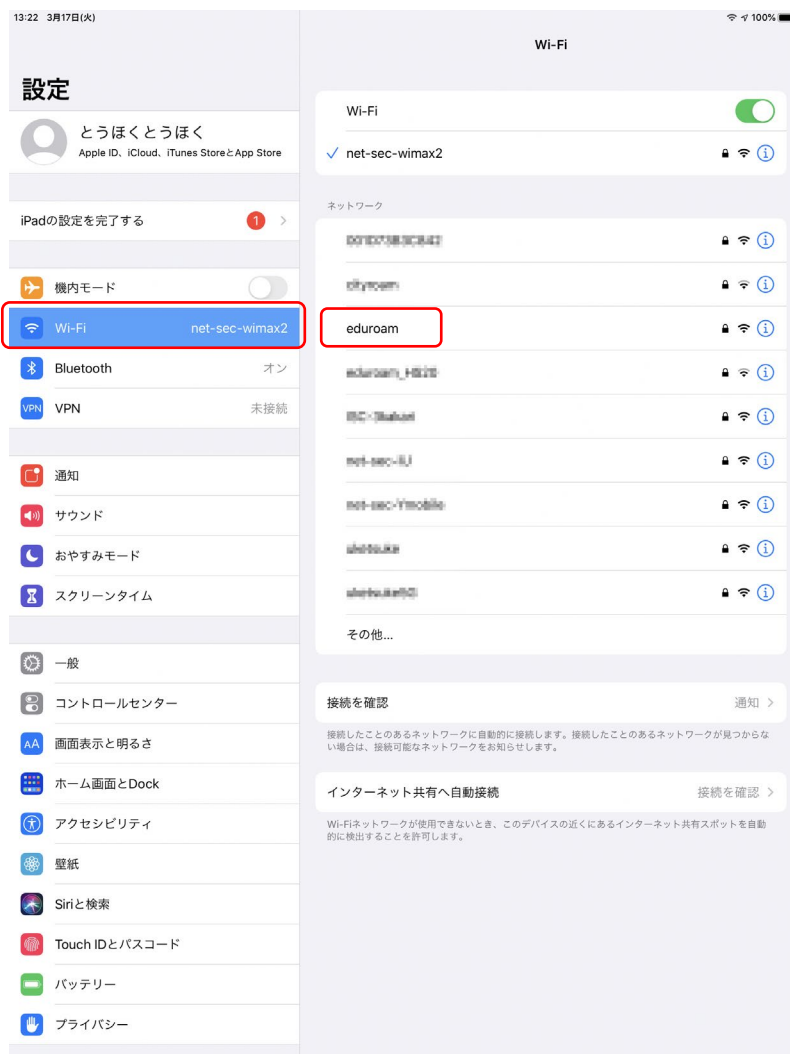 13:22 3月17日(火)
100%
設定
とうほくとうほく
Apple ID、iCloud、iTunes StoreとApp Store
iPadの設定を完了する
1
機内モード
Wi-Fi
net-sec-wimax2
Bluetooth
オン
VPN
VPN
未接続
通知
サウンド
おやすみモード
スクリーンタイム
一般
コントロールセンター
AA
画面表示と明るさ
ホーム画面とDock
アクセシビリティ
壁紙
Siriと検索
Touch IDとパスコード
バッテリー
プライバシー
Wi-Fi
Wi-Fi
net-sec-wimax2
ネットワーク
eduroam
その他...
接続を確認
通知
接続したことのあるネットワークに自動的に接続します。接続したことのあるネットワークが見つからな
い場合は、接続可能なネットワークをお知らせします。
インターネット共有へ自動接続
接続を確認
Wi-Fiネットワークが使用できないとき、このデバイスの近くにあるインターネット共有スポットを自動
的に検出することを許可します。